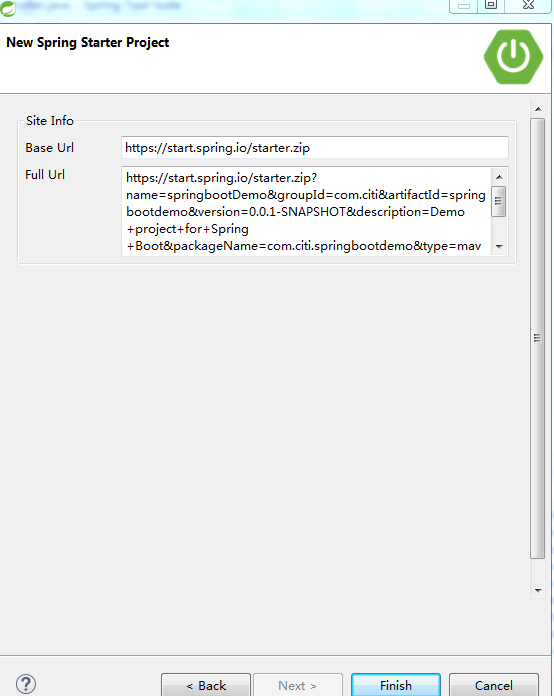 New Spring Starter Project
Site Info
Base Url
https://start.spring.io/starter.zip
Full Url
https://start.spring.io/starter.zip?
name=springbootDemo&groupId=com.citi&artifactId=spring
bootdemo&version=0.0.1-SNAPSHOT&description=Demo
+project+for+Spring
+Boot&packageName=com.citi.springbootdemo&type=mav
< Back
Next >
Finish
Cancel